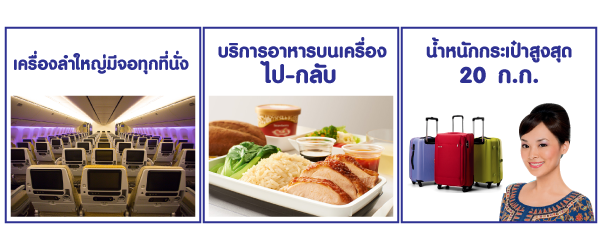 เครื่องลำใหญ่มีจอทุกที่นั่ง
บริการอาหารบนเครื่อง
ไป-กลับ
น้ำหนักกระเป๋าสูงสุด
20 ก.ก.